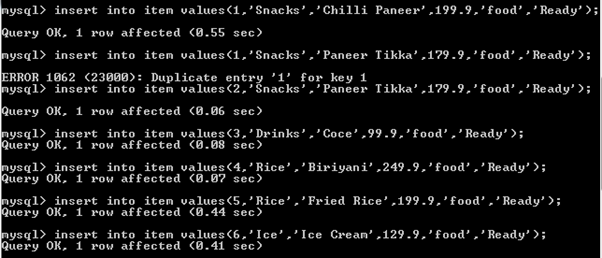 mysql> insert into item values(1,'Snacks','Chilli Paneer',199.9,'food','Ready');
Query OK, 1 row affected (0.55 sec)
mysql> insert into item values(1,'Snacks','Paneer Tikka',179.9,'food','Ready');
ERROR 1062 (23000): Duplicate entry '1' for key 1
mysql> insert into item values(2,'Snacks','Paneer Tikka',179.9,'food','Ready');
Query OK, 1 row affected (0.06 sec)
mysql> insert into item values(3,'Drinks','Coce',99.9,'food','Ready');
Query OK, 1 row affected (0.08 sec)
mysql> insert into item values(4,'Rice','Biriyani',249.9,'food','Ready');
Query OK, 1 row affected (0.07 sec)
mysql> insert into item values(5,'Rice','Fried Rice',199.9,'food','Ready');
Query OK, 1 row affected (0.44 sec)
mysql> insert into item values(6,'Ice','Ice Cream',129.9,'food','Ready');
Query OK, 1 row affected (0.41 sec)